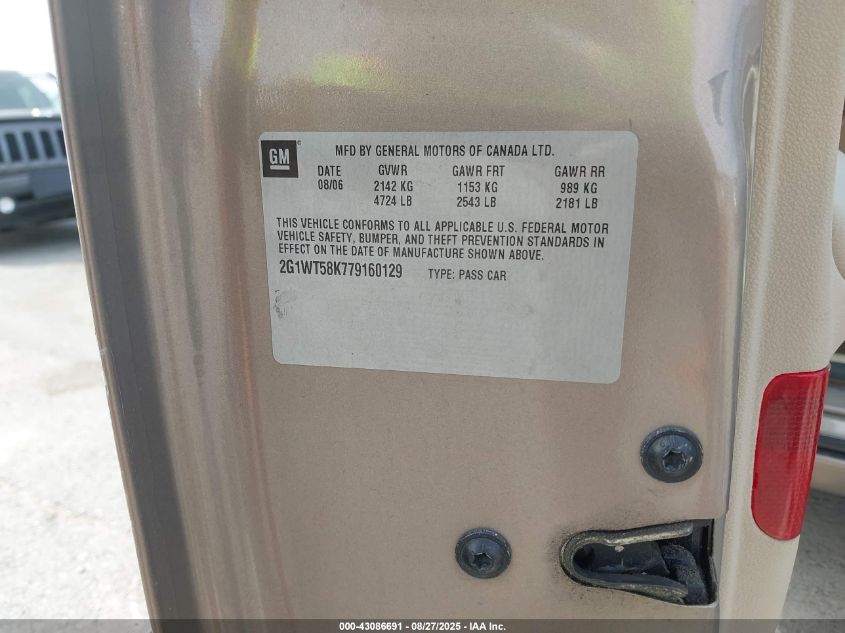 GM
MFD BY GENERAL MOTORS OF CANADA LTD.
DATE GVWR GAWR FRT GAWR RR
08/06 2142 KG 1153 KG 989 KG
4724 LB 2543 LB 2181 LB
THIS VEHICLE CONFORMS TO ALL APPLICABLE U.S. FEDERAL MOTOR
VEHICLE SAFETY, BUMPER, AND THEFT PREVENTION STANDARDS IN
EFFECT ON THE DATE OF MANUFACTURE SHOWN ABOVE.
2G1WT58K779160129 TYPE: PASS CAR
000-43086691 - 08/27/2025 - IAA Inc.